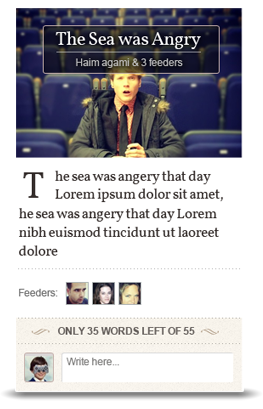 The Sea was Angry
Haim agami & 3 feeders
The sea was angry that day
Lorem ipsum dolor sit amet,
he sea was angry that day Lorem
nibh euismod tincidunt ut laoreet
dolore
Feeders:
ONLY 35 WORDS LEFT OF 55
Write here...